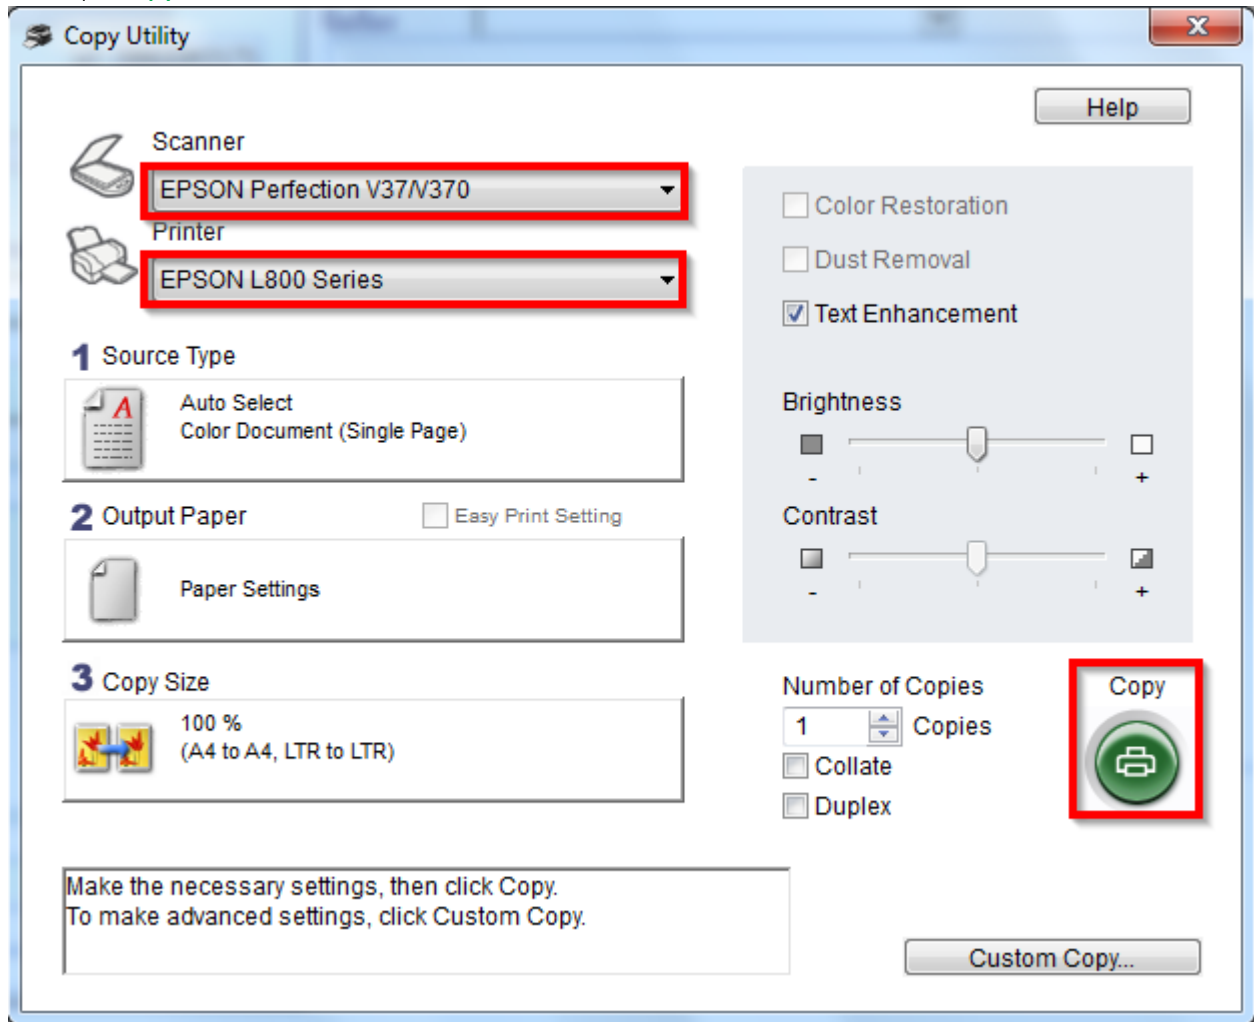 Copy Utility
Help
Scanner
EPSON Perfection V37/V370
Printer
EPSON L800 Series
Color Restoration
Dust Removal
Text Enhancement
1 Source Type
Auto Select
Color Document (Single Page)
Brightness
- +
2 Output Paper
Easy Print Setting
Paper Settings
Contrast
- +
3 Copy Size
100 %
(A4 to A4, LTR to LTR)
Number of Copies
1 Copies
Collate
Duplex
Copy
Make the necessary settings, then click Copy.
To make advanced settings, click Custom Copy.
Custom Copy...